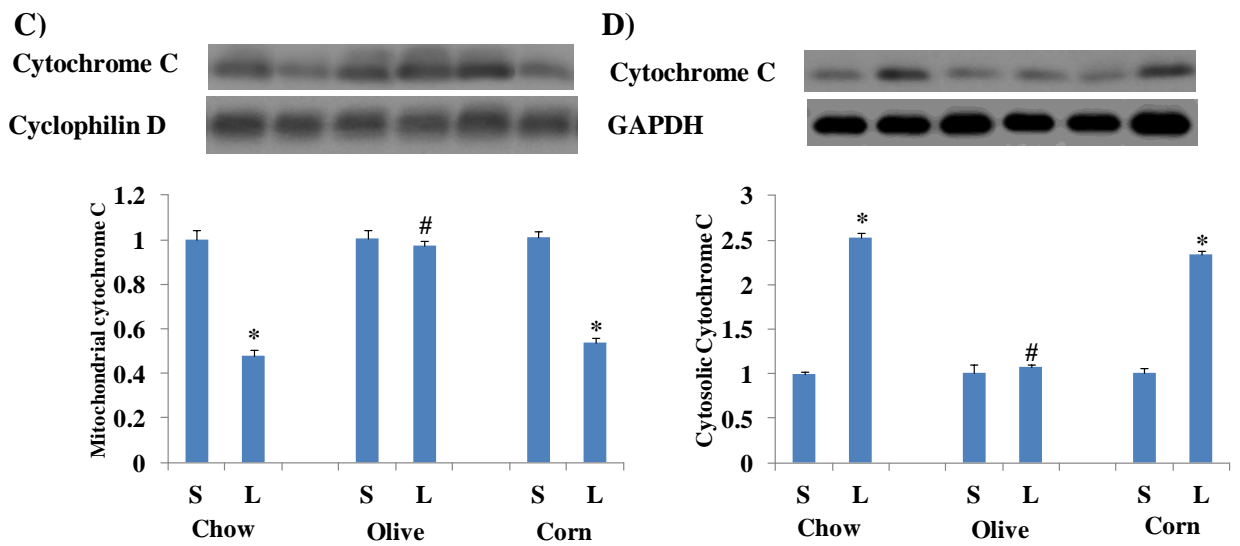 C)
Cytochrome C
Cyclophilin D
Mitochondrial cytochrome C
1.2
1
0.8
0.6
0.4
0.2
0
*
#
*
S L S L S L
Chow Olive Corn
D)
Cytochrome C
GAPDH
Cytosolic Cytochrome C
3
2.5
2
1.5
1
0.5
0
*
#
*
S L S L S L
Chow Olive Corn